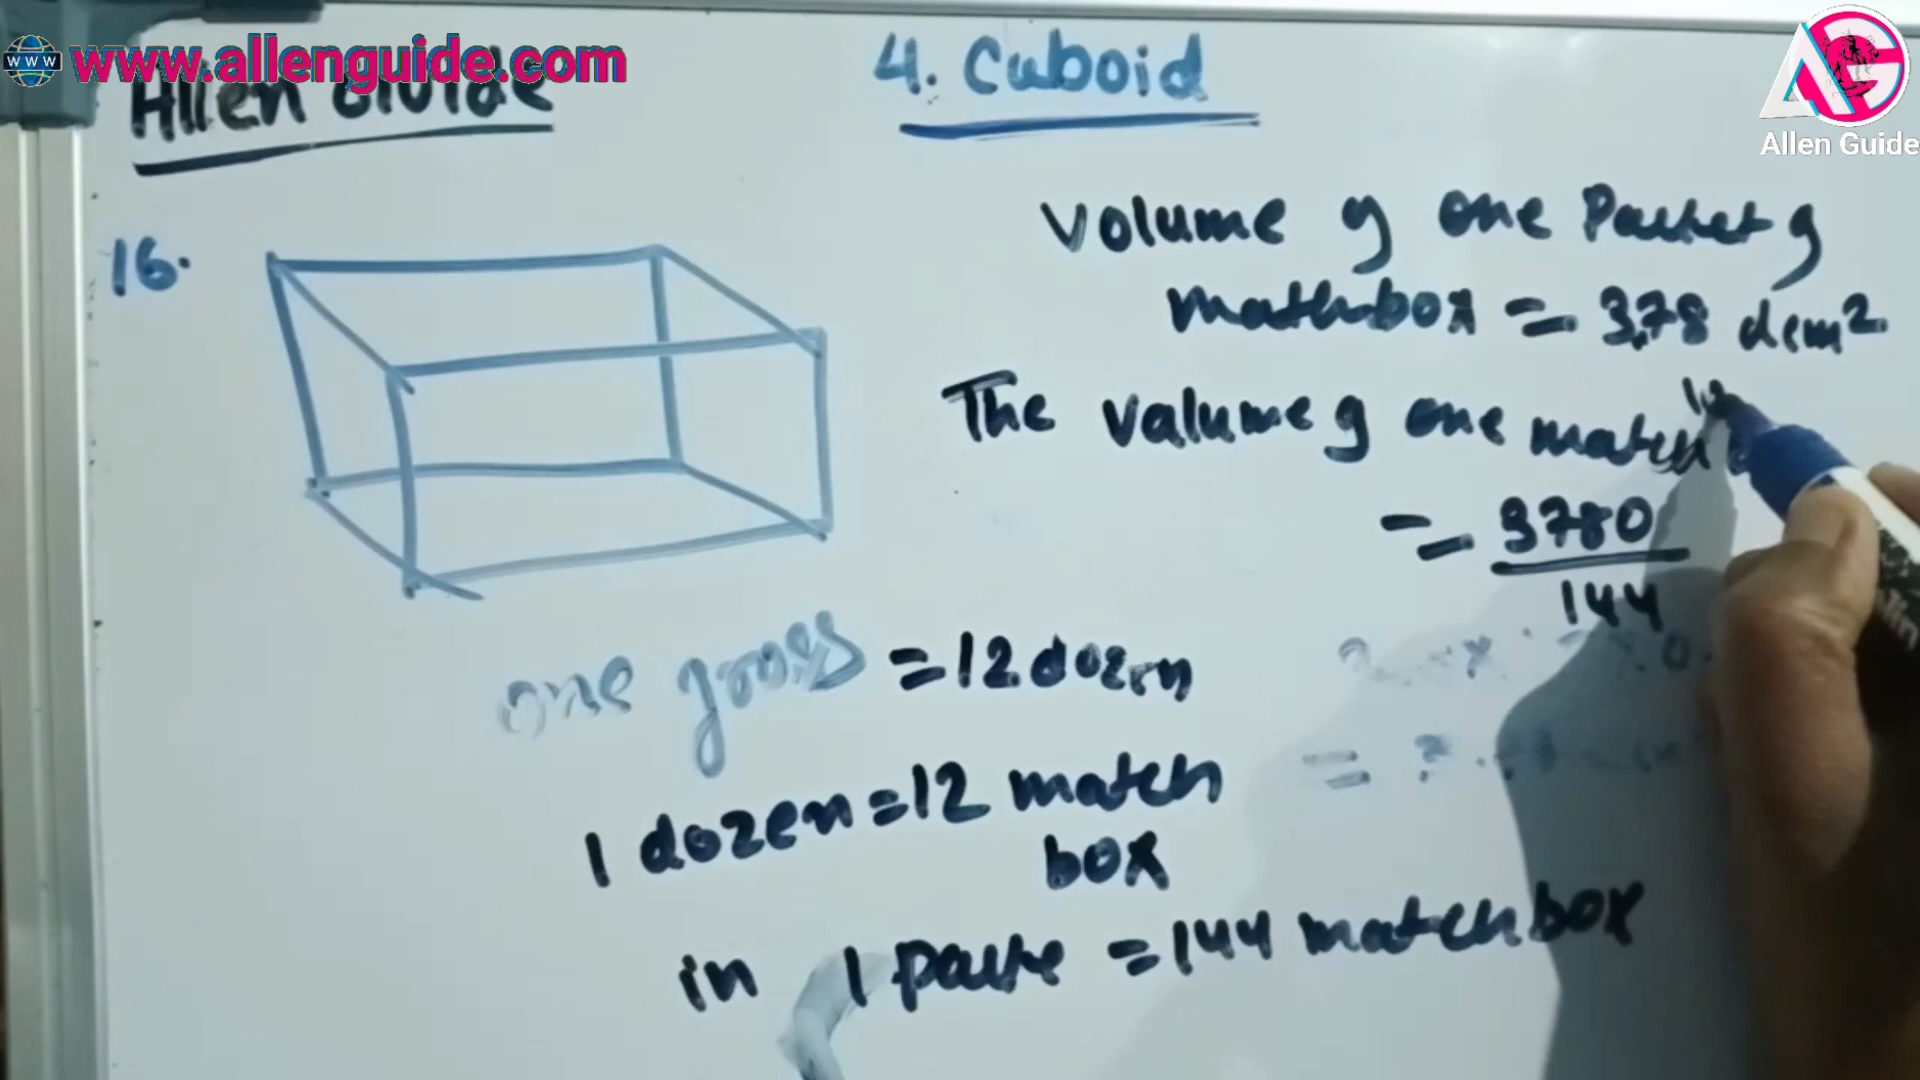 www.allenguide.com
Allen Guide
4. Cuboid
Allen Guide
16.
volume of one Packet of
matchbox = 3.78 dcm²
The valume of one match
= 3780
144
one gross = 12 dozen
1 dozen = 12 match
box
in 1 packe = 144 matchbox